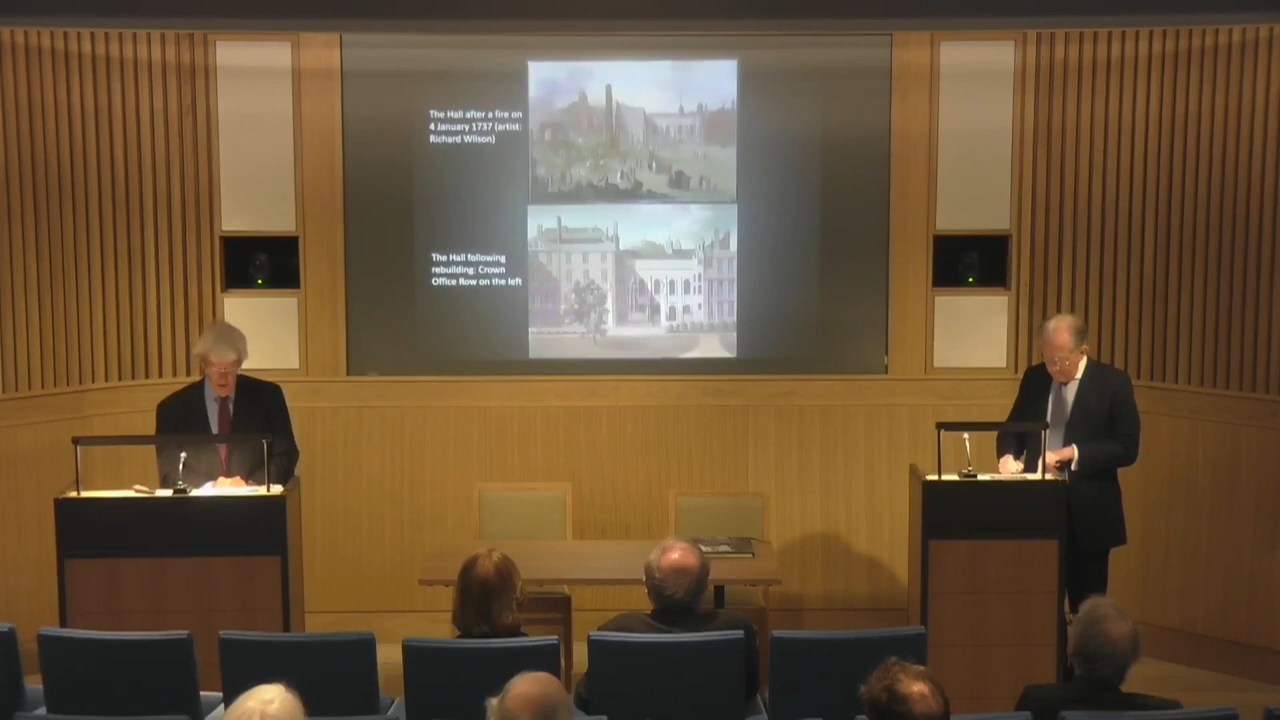 The Hall after a fire on
4 January 1737 (artist:
Richard Wilson)
The Hall following
rebuilding: Crown
Office Row on the left